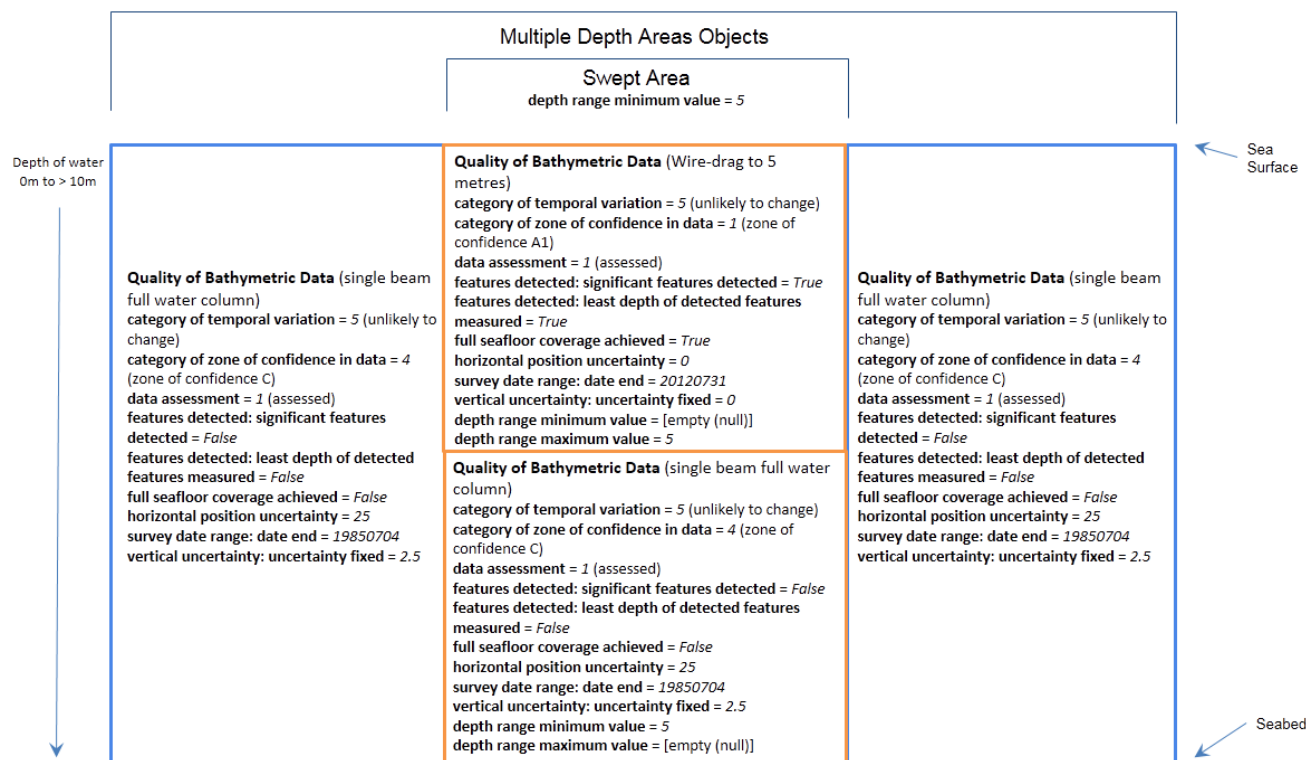 Multiple Depth Areas Objects
Swept Area
depth range minimum value = 5
Depth of water
0m to > 10m
Sea
Surface
Quality of Bathymetric Data (single beam
full water column)
category of temporal variation = 5 (unlikely to
change)
category of zone of confidence in data = 4
(zone of confidence C)
data assessment = 1 (assessed)
features detected: significant features
detected = False
features detected: least depth of detected
features measured = False
full seafloor coverage achieved = False
horizontal position uncertainty = 25
survey date range: date end = 19850704
vertical uncertainty: uncertainty fixed = 2.5
Quality of Bathymetric Data (Wire-drag to 5
metres)
category of temporal variation = 5 (unlikely to change)
category of zone of confidence in data = 1 (zone of
confidence A1)
data assessment = 1 (assessed)
features detected: significant features detected = True
features detected: least depth of detected features
measured = True
full seafloor coverage achieved = True
horizontal position uncertainty = 0
survey date range: date end = 20120731
vertical uncertainty: uncertainty fixed = 0
depth range minimum value = [empty (null)]
depth range maximum value = 5
Quality of Bathymetric Data (single beam full water
column)
category of temporal variation = 5 (unlikely to change)
category of zone of confidence in data = 4 (zone of
confidence C)
data assessment = 1 (assessed)
features detected: significant features detected = False
features detected: least depth of detected features
measured = False
full seafloor coverage achieved = False
horizontal position uncertainty = 25
survey date range: date end = 19850704
vertical uncertainty: uncertainty fixed = 2.5
depth range minimum value = 5
depth range maximum value = [empty (null)]
Quality of Bathymetric Data (single beam
full water column)
category of temporal variation = 5 (unlikely to
change)
category of zone of confidence in data = 4
(zone of confidence C)
data assessment = 1 (assessed)
features detected: significant features
detected = False
features detected: least depth of detected
features measured = False
full seafloor coverage achieved = False
horizontal position uncertainty = 25
survey date range: date end = 19850704
vertical uncertainty: uncertainty fixed = 2.5
Seabed